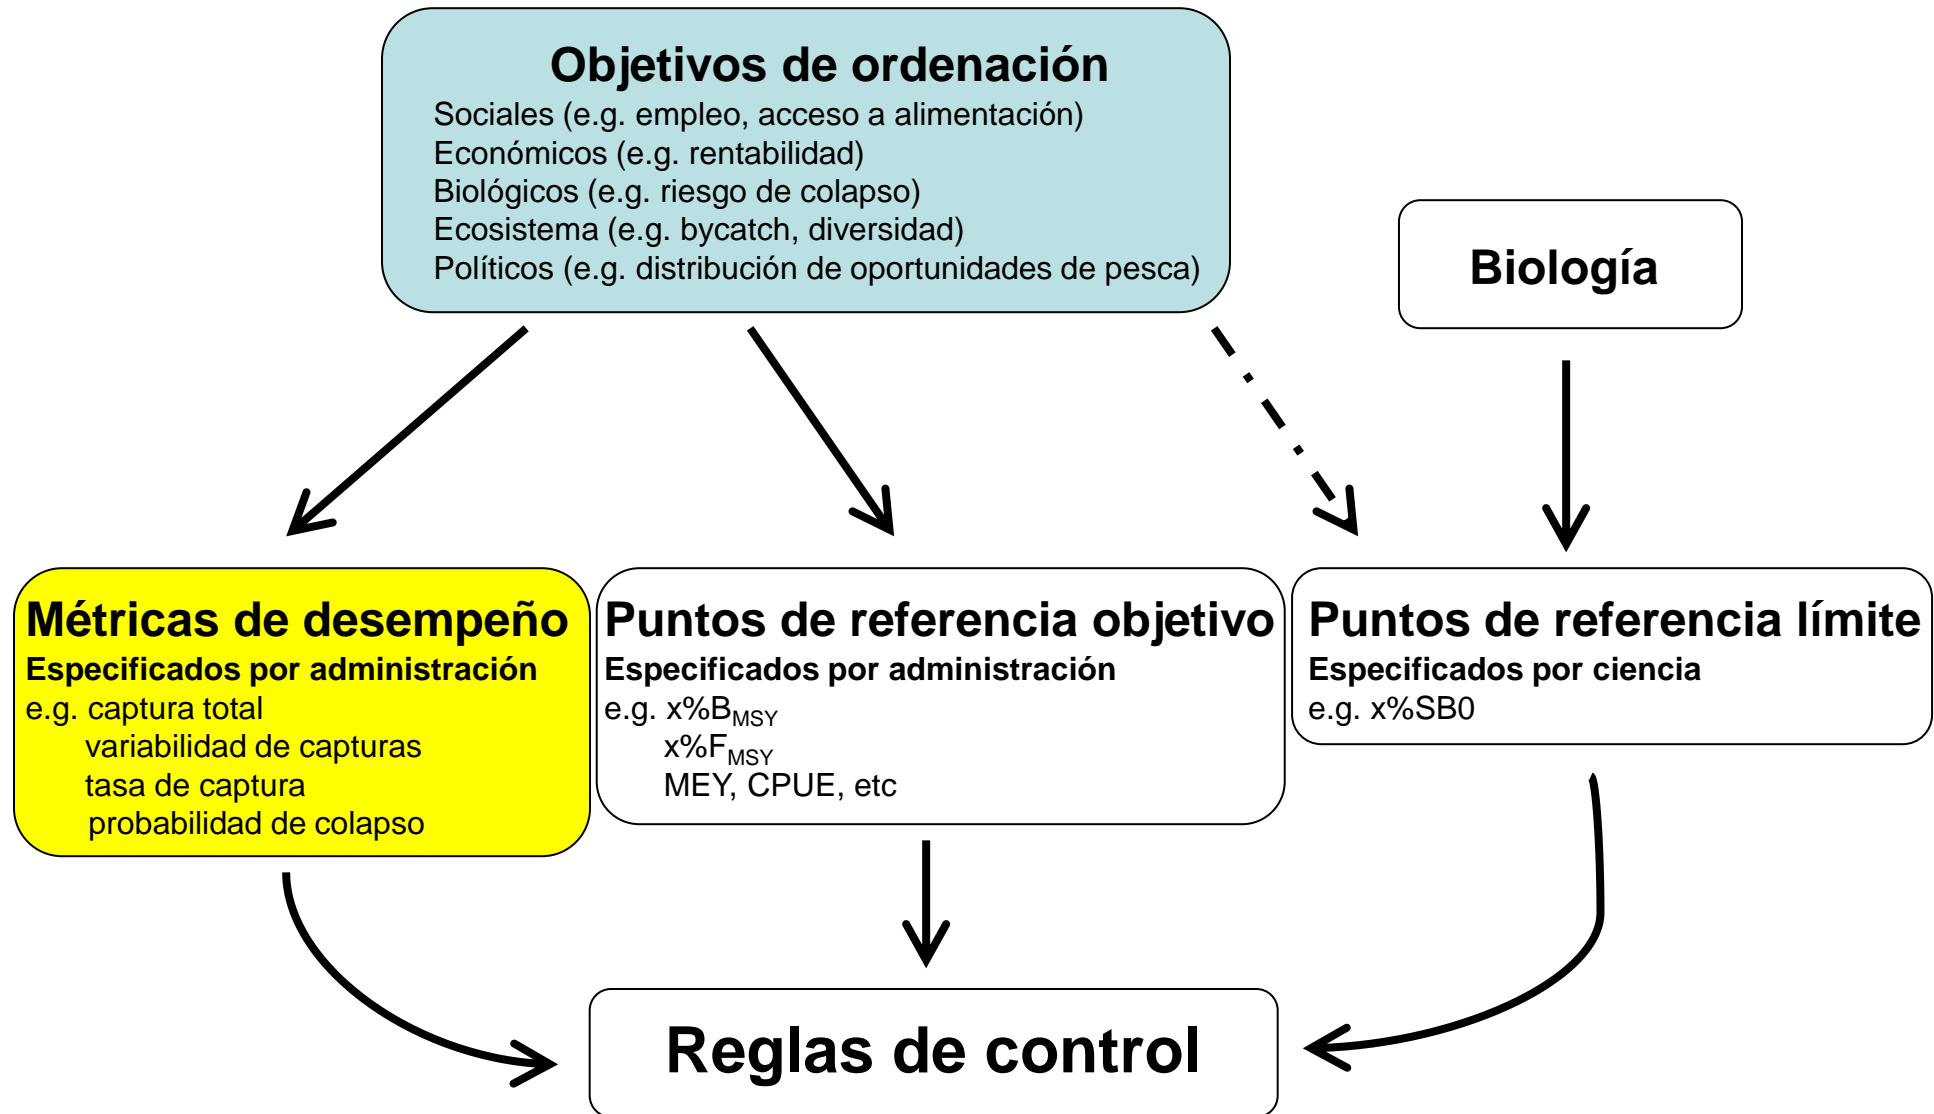 Objetivos de ordenación
Sociales (e.g. empleo, acceso a alimentación)
Económicos (e.g. rentabilidad)
Biológicos (e.g. riesgo de colapso)
Ecosistema (e.g. bycatch, diversidad)
Políticos (e.g. distribución de oportunidades de pesca)
Biología
Métricas de desempeño
Especificados por administración
e.g. captura total
variabilidad de capturas
tasa de captura
probabilidad de colapso
Puntos de referencia objetivo
Especificados por administración
e.g. x%BMSY
x%FMSY
MEY, CPUE, etc
Puntos de referencia límite
Especificados por ciencia
e.g. x%SB0
Reglas de control